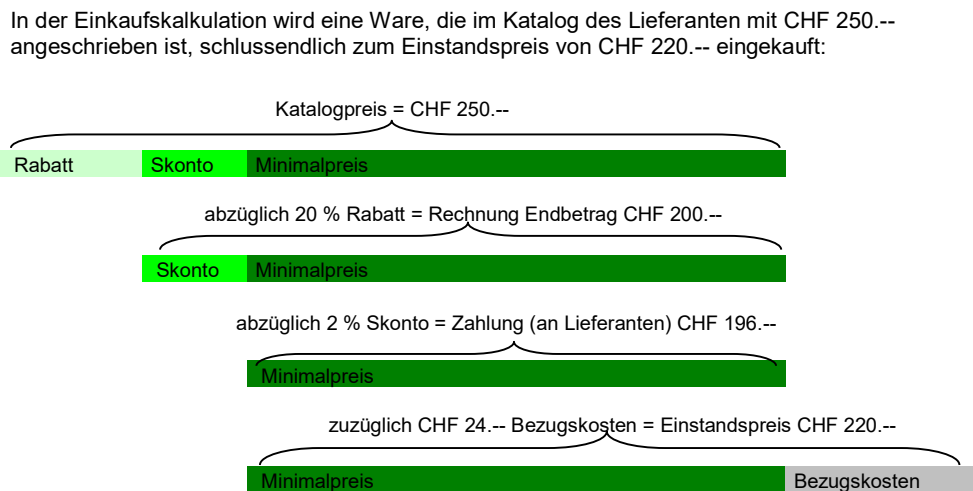 In der Einkaufskalkulation wird eine Ware, die im Katalog des Lieferanten mit CHF 250.--
angeschrieben ist, schlussendlich zum Einstandspreis von CHF 220.-- eingekauft:
Katalogpreis = CHF 250.--
Rabatt Skonto Minimalpreis
abzüglich 20 % Rabatt = Rechnung Endbetrag CHF 200.--
Skonto Minimalpreis
abzüglich 2 % Skonto = Zahlung (an Lieferanten) CHF 196.--
Minimalpreis
zuzüglich CHF 24.-- Bezugskosten = Einstandspreis CHF 220.--
Minimalpreis Bezugskosten